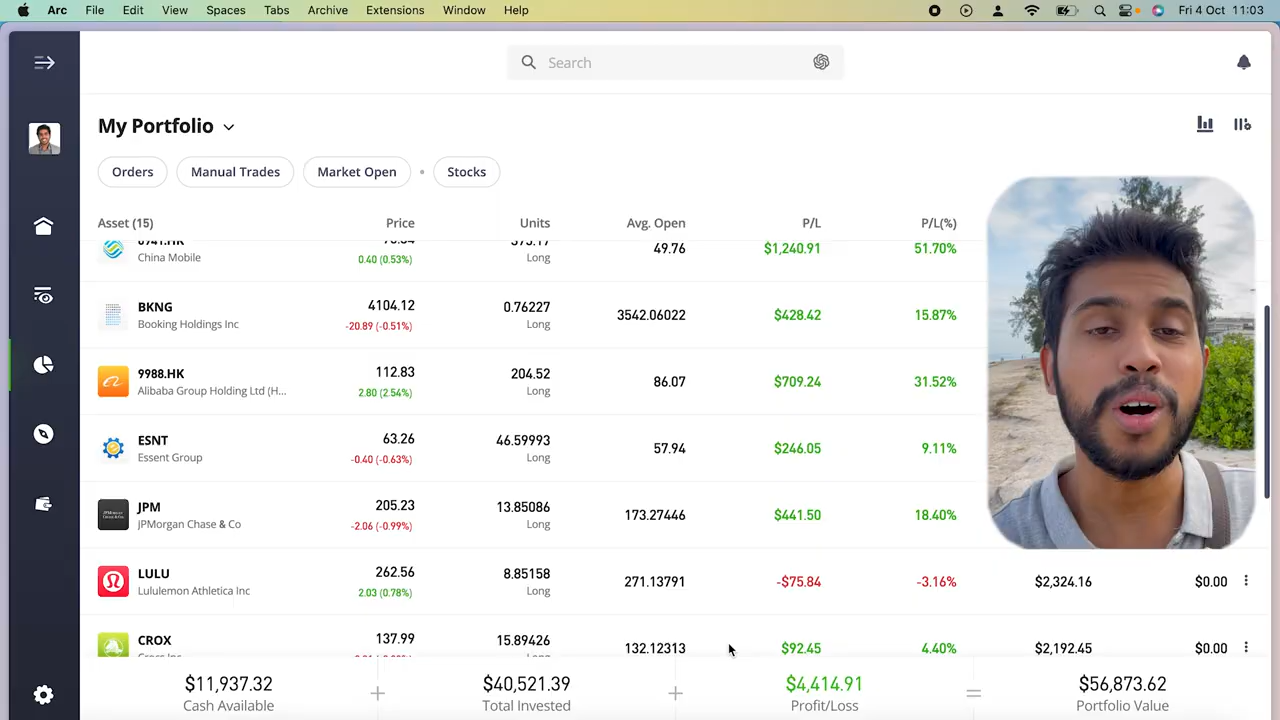 Arc File Edit View Spaces Tabs Archive Extensions Window Help Fri 4 Oct 11:03
Search
My Portfolio
Orders Manual Trades Market Open • Stocks
Asset (15) Price Units Avg. Open P/L P/L(%)
49.76 $1,240.91 51.70%
China Mobile 0.40 (0.53%) Long
BKNG 4104.12 0.76227 3542.06022 $428.42 15.87%
Booking Holdings Inc -20.89 (-0.51%) Long
9988.HK 112.83 204.52 86.07 $709.24 31.52%
Alibaba Group Holding Ltd (H... 2.80 (2.54%) Long
ESNT 63.26 46.59993 57.94 $246.05 9.11%
Essent Group -0.40 (-0.63%) Long
JPM 205.23 13.85086 173.27446 $441.50 18.40%
JPMorgan Chase & Co -2.06 (-0.99%) Long
LULU 262.56 8.85158 271.13791 -$75.84 -3.16% $2,324.16 $0.00
Lululemon Athletica Inc 2.03 (0.78%) Long
CROX 137.99 15.89426 132.12313 $92.45 4.40% $2,192.45 $0.00
$11,937.32 + $40,521.39 + $4,414.91 = $56,873.62
Cash Available Total Invested Profit/Loss Portfolio Value